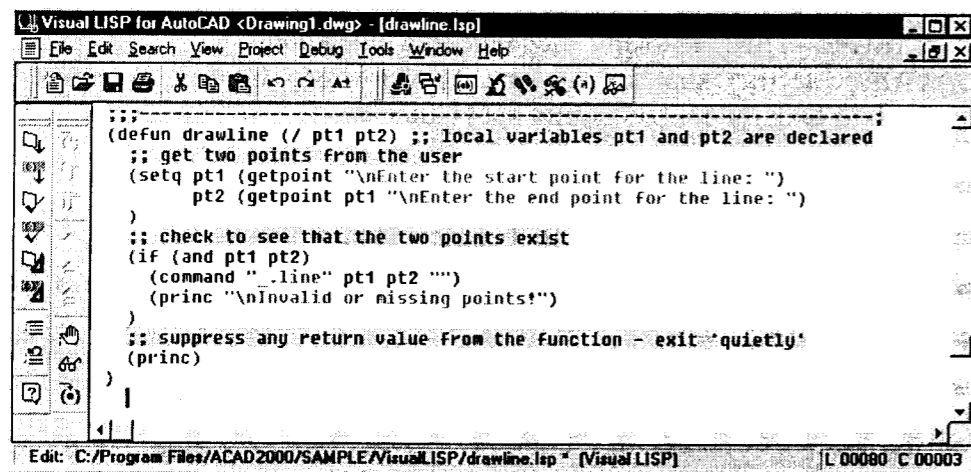 Visual LISP for AutoCAD <Drawing1.dwg> - [drawline.lsp]
File Edit Search View Project Debug Tools Window Help
;;;--------------------------------------------------------------------;
(defun drawline (/ pt1 pt2) ;; local variables pt1 and pt2 are declared
;; get two points from the user
(setq pt1 (getpoint "\nEnter the start point for the line: ")
pt2 (getpoint pt1 "\nEnter the end point for the line: ")
)
;; check to see that the two points exist
(if (and pt1 pt2)
(command "_.line" pt1 pt2 "")
(princ "\nInvalid or missing points!")
)
;; suppress any return value from the function - exit 'quietly'
(princ)
)
Edit: C:/Program Files/ACAD2000/SAMPLE/VisualLISP/drawline.lsp * [Visual LISP]
L 00080 C 00003